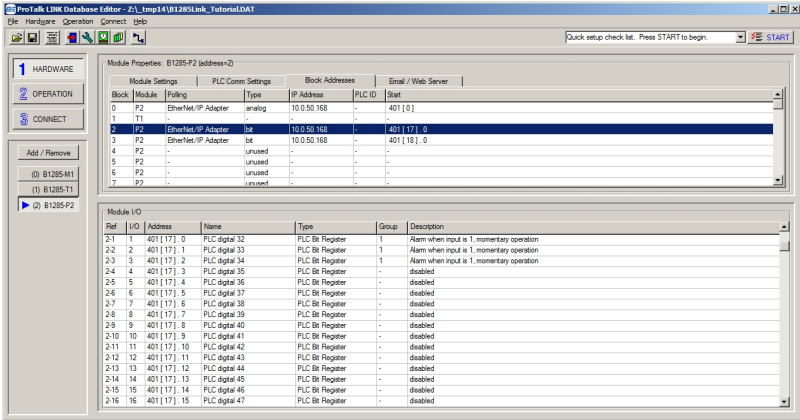 ProTalk LINK Database Editor - Z:\_tmp14\B1285Link_Tutorial.DAT
File Hardware Operation Connect Help
Quick setup check list. Press START to begin. START
1 HARDWARE
2 OPERATION
3 CONNECT
Add / Remove
(0) B1285-M1
(1) B1285-T1
(2) B1285-P2
Module Properties: B1285-P2 (address=2)
Module Settings PLC Comm Settings Block Addresses Email / Web Server
Block Module Polling Type IP Address PLC ID Start
0 P2 EtherNet/IP Adapter analog 10.0.50.168 - 401 [ 0 ]
1 T1 - - - - -
2 P2 EtherNet/IP Adapter bit 10.0.50.168 - 401 [ 17 ] . 0
3 P2 EtherNet/IP Adapter bit 10.0.50.168 - 401 [ 18 ] . 0
4 P2 - unused - - -
5 P2 - unused - - -
6 P2 - unused - - -
7 P2 - unused - - -
Module I/O
Ref I/O Address Name Type Group Description
2-1 1 401 [ 17 ] . 0 PLC digital 32 PLC Bit Register 1 Alarm when input is 1, momentary operation
2-2 2 401 [ 17 ] . 1 PLC digital 33 PLC Bit Register 1 Alarm when input is 1, momentary operation
2-3 3 401 [ 17 ] . 2 PLC digital 34 PLC Bit Register 1 Alarm when input is 1, momentary operation
2-4 4 401 [ 17 ] . 3 PLC digital 35 PLC Bit Register - disabled
2-5 5 401 [ 17 ] . 4 PLC digital 36 PLC Bit Register - disabled
2-6 6 401 [ 17 ] . 5 PLC digital 37 PLC Bit Register - disabled
2-7 7 401 [ 17 ] . 6 PLC digital 38 PLC Bit Register - disabled
2-8 8 401 [ 17 ] . 7 PLC digital 39 PLC Bit Register - disabled
2-9 9 401 [ 17 ] . 8 PLC digital 40 PLC Bit Register - disabled
2-10 10 401 [ 17 ] . 9 PLC digital 41 PLC Bit Register - disabled
2-11 11 401 [ 17 ] . 10 PLC digital 42 PLC Bit Register - disabled
2-12 12 401 [ 17 ] . 11 PLC digital 43 PLC Bit Register - disabled
2-13 13 401 [ 17 ] . 12 PLC digital 44 PLC Bit Register - disabled
2-14 14 401 [ 17 ] . 13 PLC digital 45 PLC Bit Register - disabled
2-15 15 401 [ 17 ] . 14 PLC digital 46 PLC Bit Register - disabled
2-16 16 401 [ 17 ] . 15 PLC digital 47 PLC Bit Register - disabled